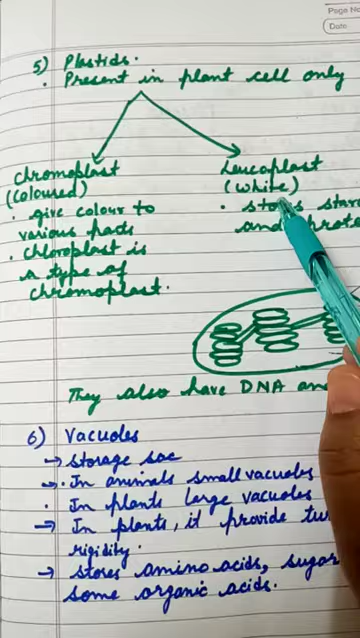 Page No
Date
5) Plastids.
· Present in plant cell only
Chromoplast
(coloured)
· give colour to
various parts
· Chloroplast is
a type of
chromoplast.
Leucoplast
(white)
· stores
and
They also have DNA
6) Vacuoles
→ Storage sac
→ · In animals small vacuoles
· In plants large vacuoles
→ In plants, it provide
rigidity.
→ stores amino acids, sugar
some organic acids.